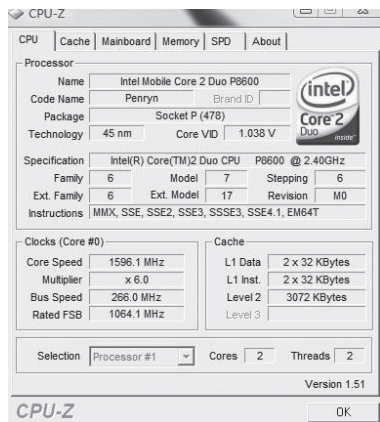 CPU-Z
CPU Cache Mainboard Memory SPD About
Processor
Name Intel Mobile Core 2 Duo P8600
Code Name Penryn Brand ID
Package Socket P (478)
Technology 45 nm Core VID 1.038 V
(intel)
Core 2
Duo inside
Specification Intel(R) Core(TM)2 Duo CPU P8600 @ 2.40GHz
Family 6 Model 7 Stepping 6
Ext. Family 6 Ext. Model 17 Revision M0
Instructions MMX, SSE, SSE2, SSE3, SSSE3, SSE4.1, EM64T
Clocks (Core #0)
Core Speed 1596.1 MHz
Multiplier x 6.0
Bus Speed 266.0 MHz
Rated FSB 1064.1 MHz
Cache
L1 Data 2 x 32 KBytes
L1 Inst. 2 x 32 KBytes
Level 2 3072 KBytes
Level 3
Selection Processor #1 Cores 2 Threads 2
Version 1.51
CPU-Z OK